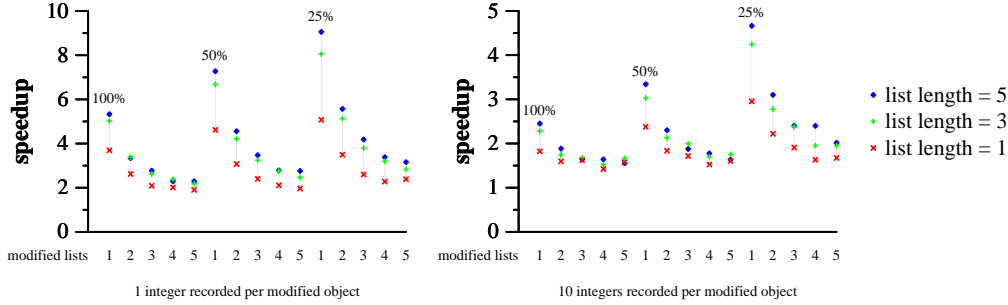 speedup
10
8
6
4
2
0
100%
50%
25%
modified lists 1 2 3 4 5 1 2 3 4 5 1 2 3 4 5
1 integer recorded per modified object
speedup
5
4
3
2
1
0
100%
50%
25%
modified lists 1 2 3 4 5 1 2 3 4 5 1 2 3 4 5
10 integers recorded per modified object
list length = 5
list length = 3
list length = 1